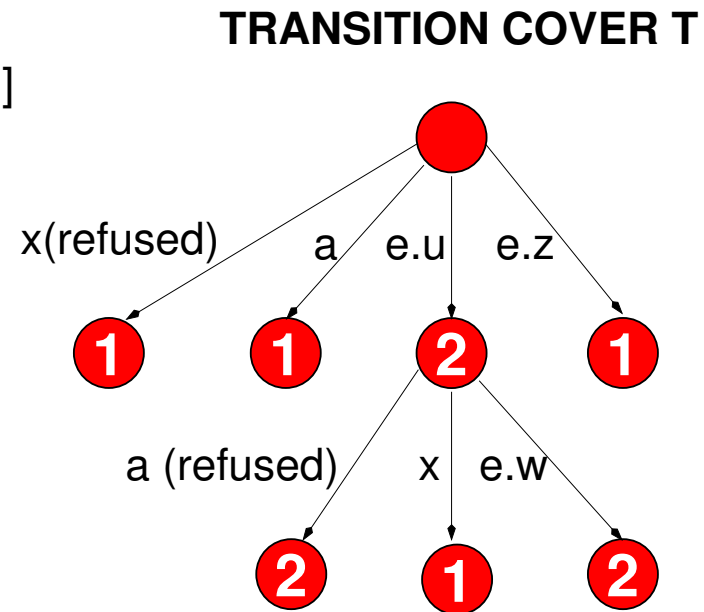 TRANSITION COVER T
]
x(refused) a e.u e.z
1 1 2 1
a (refused) x e.w
2 1 2